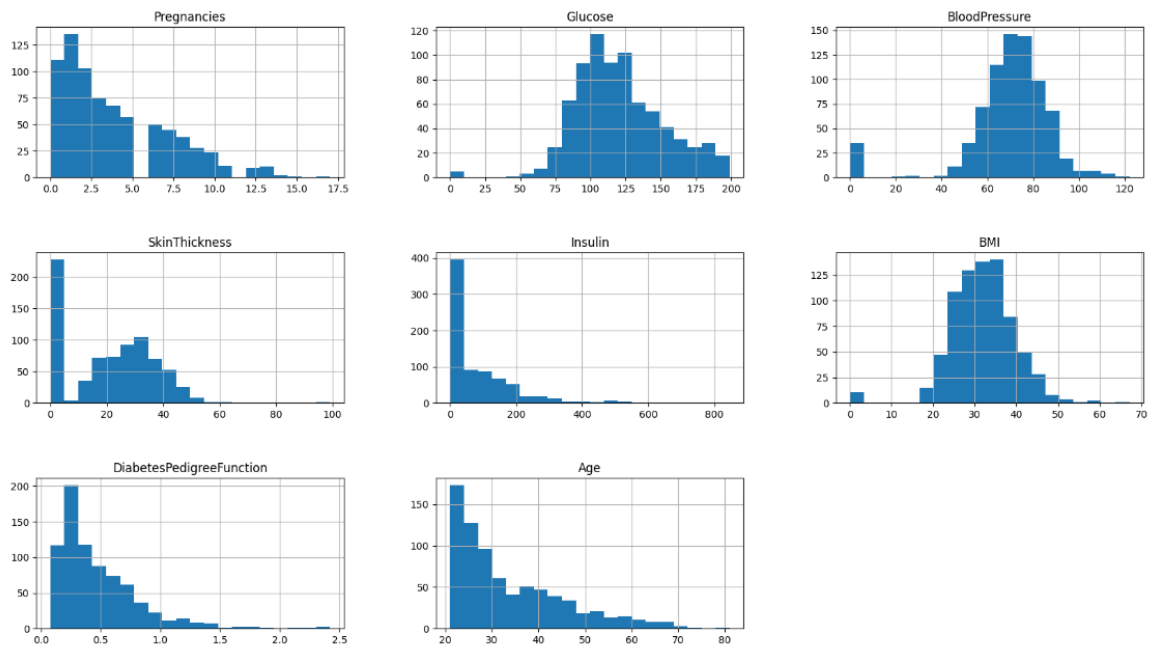 Pregnancies
125
100
75
50
25
0
0.0 2.5 5.0 7.5 10.0 12.5 15.0 17.5
Glucose
120
100
80
60
40
20
0
0 25 50 75 100 125 150 175 200
BloodPressure
150
125
100
75
50
25
0
0 20 40 60 80 100 120
SkinThickness
200
150
100
50
0
0 20 40 60 80 100
Insulin
400
300
200
100
0
0 200 400 600 800
BMI
125
100
75
50
25
0
0 10 20 30 40 50 60 70
DiabetesPedigreeFunction
200
150
100
50
0
0.0 0.5 1.0 1.5 2.0 2.5
Age
150
100
50
0
20 30 40 50 60 70 80